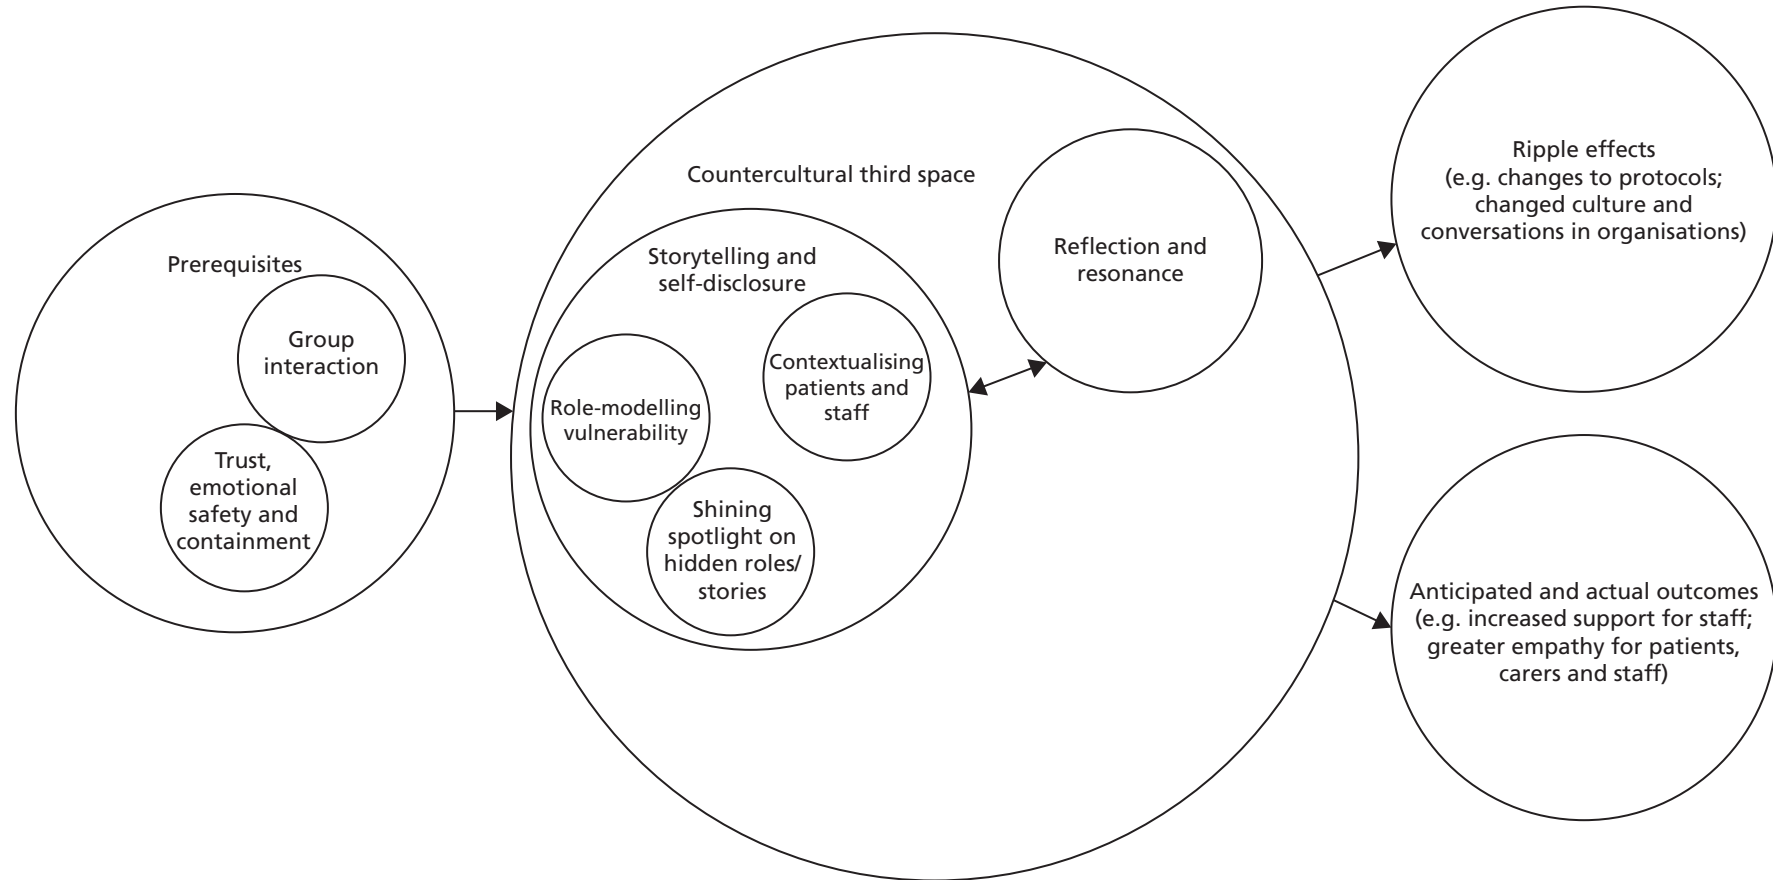 Prerequisites
Group
interaction
Trust,
emotional
safety and
containment
Countercultural third space
Storytelling and
self-disclosure
Role-modelling
vulnerability
Contextualising
patients and
staff
Shining
spotlight on
hidden roles/
stories
Reflection and
resonance
Ripple effects
(e.g. changes to protocols;
changed culture and
conversations in organisations)
Anticipated and actual outcomes
(e.g. increased support for staff;
greater empathy for patients,
carers and staff)